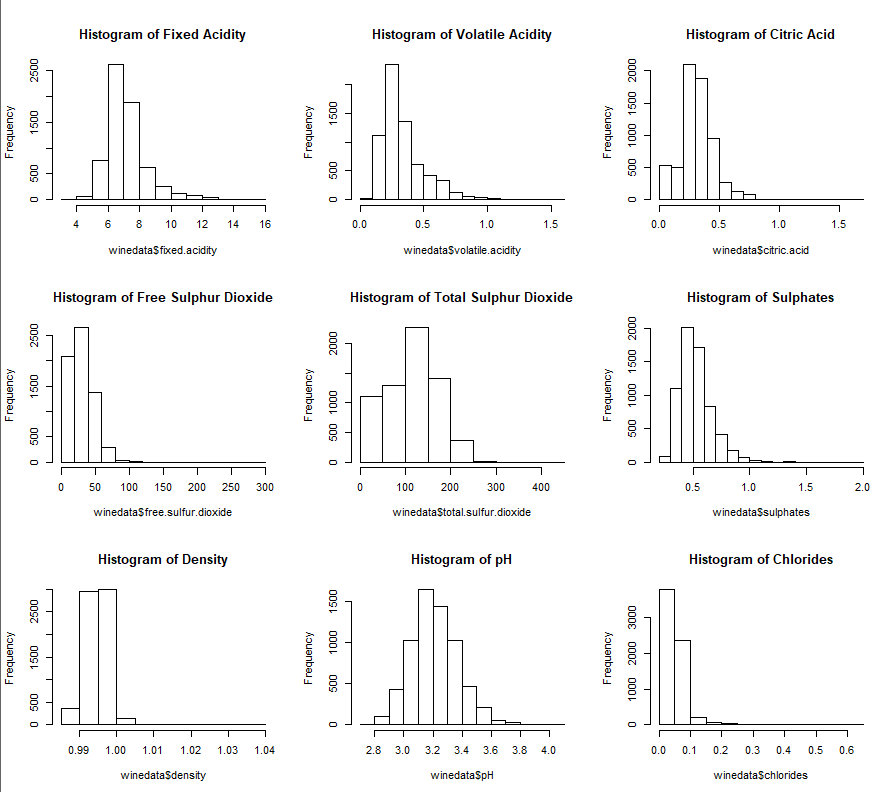 Histogram of Fixed Acidity
Frequency
0 500 1500 2500
4 6 8 10 12 14 16
winedata$fixed.acidity
Histogram of Volatile Acidity
Frequency
0 500 1500
0.0 0.5 1.0 1.5
winedata$volatile.acidity
Histogram of Citric Acid
Frequency
0 500 1000 1500 2000
0.0 0.5 1.0 1.5
winedata$citric.acid
Histogram of Free Sulphur Dioxide
Frequency
0 500 1500 2500
0 50 100 150 200 250 300
winedata$free.sulfur.dioxide
Histogram of Total Sulphur Dioxide
Frequency
0 500 1000 2000
0 100 200 300 400
winedata$total.sulfur.dioxide
Histogram of Sulphates
Frequency
0 500 1000 1500 2000
0.5 1.0 1.5 2.0
winedata$sulphates
Histogram of Density
Frequency
0 500 1500 2500
0.99 1.00 1.01 1.02 1.03 1.04
winedata$density
Histogram of pH
Frequency
0 500 1000 1500
2.8 3.0 3.2 3.4 3.6 3.8 4.0
winedata$pH
Histogram of Chlorides
Frequency
0 1000 2000 3000
0.0 0.1 0.2 0.3 0.4 0.5 0.6
winedata$chlorides